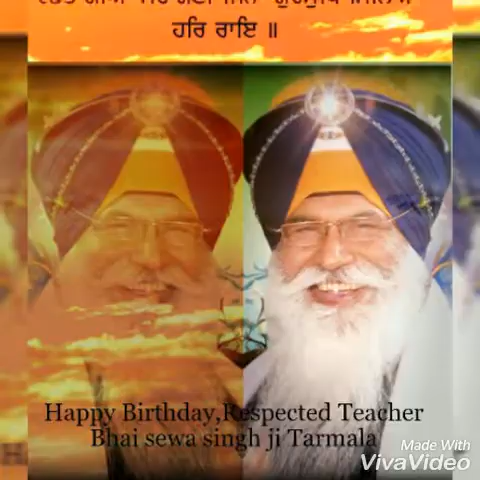 ਹਰਿ ਰਾਇ ॥
Happy Birthday,Respected Teacher
Bhai sewa singh ji Tarmala
Made With
VivaVideo